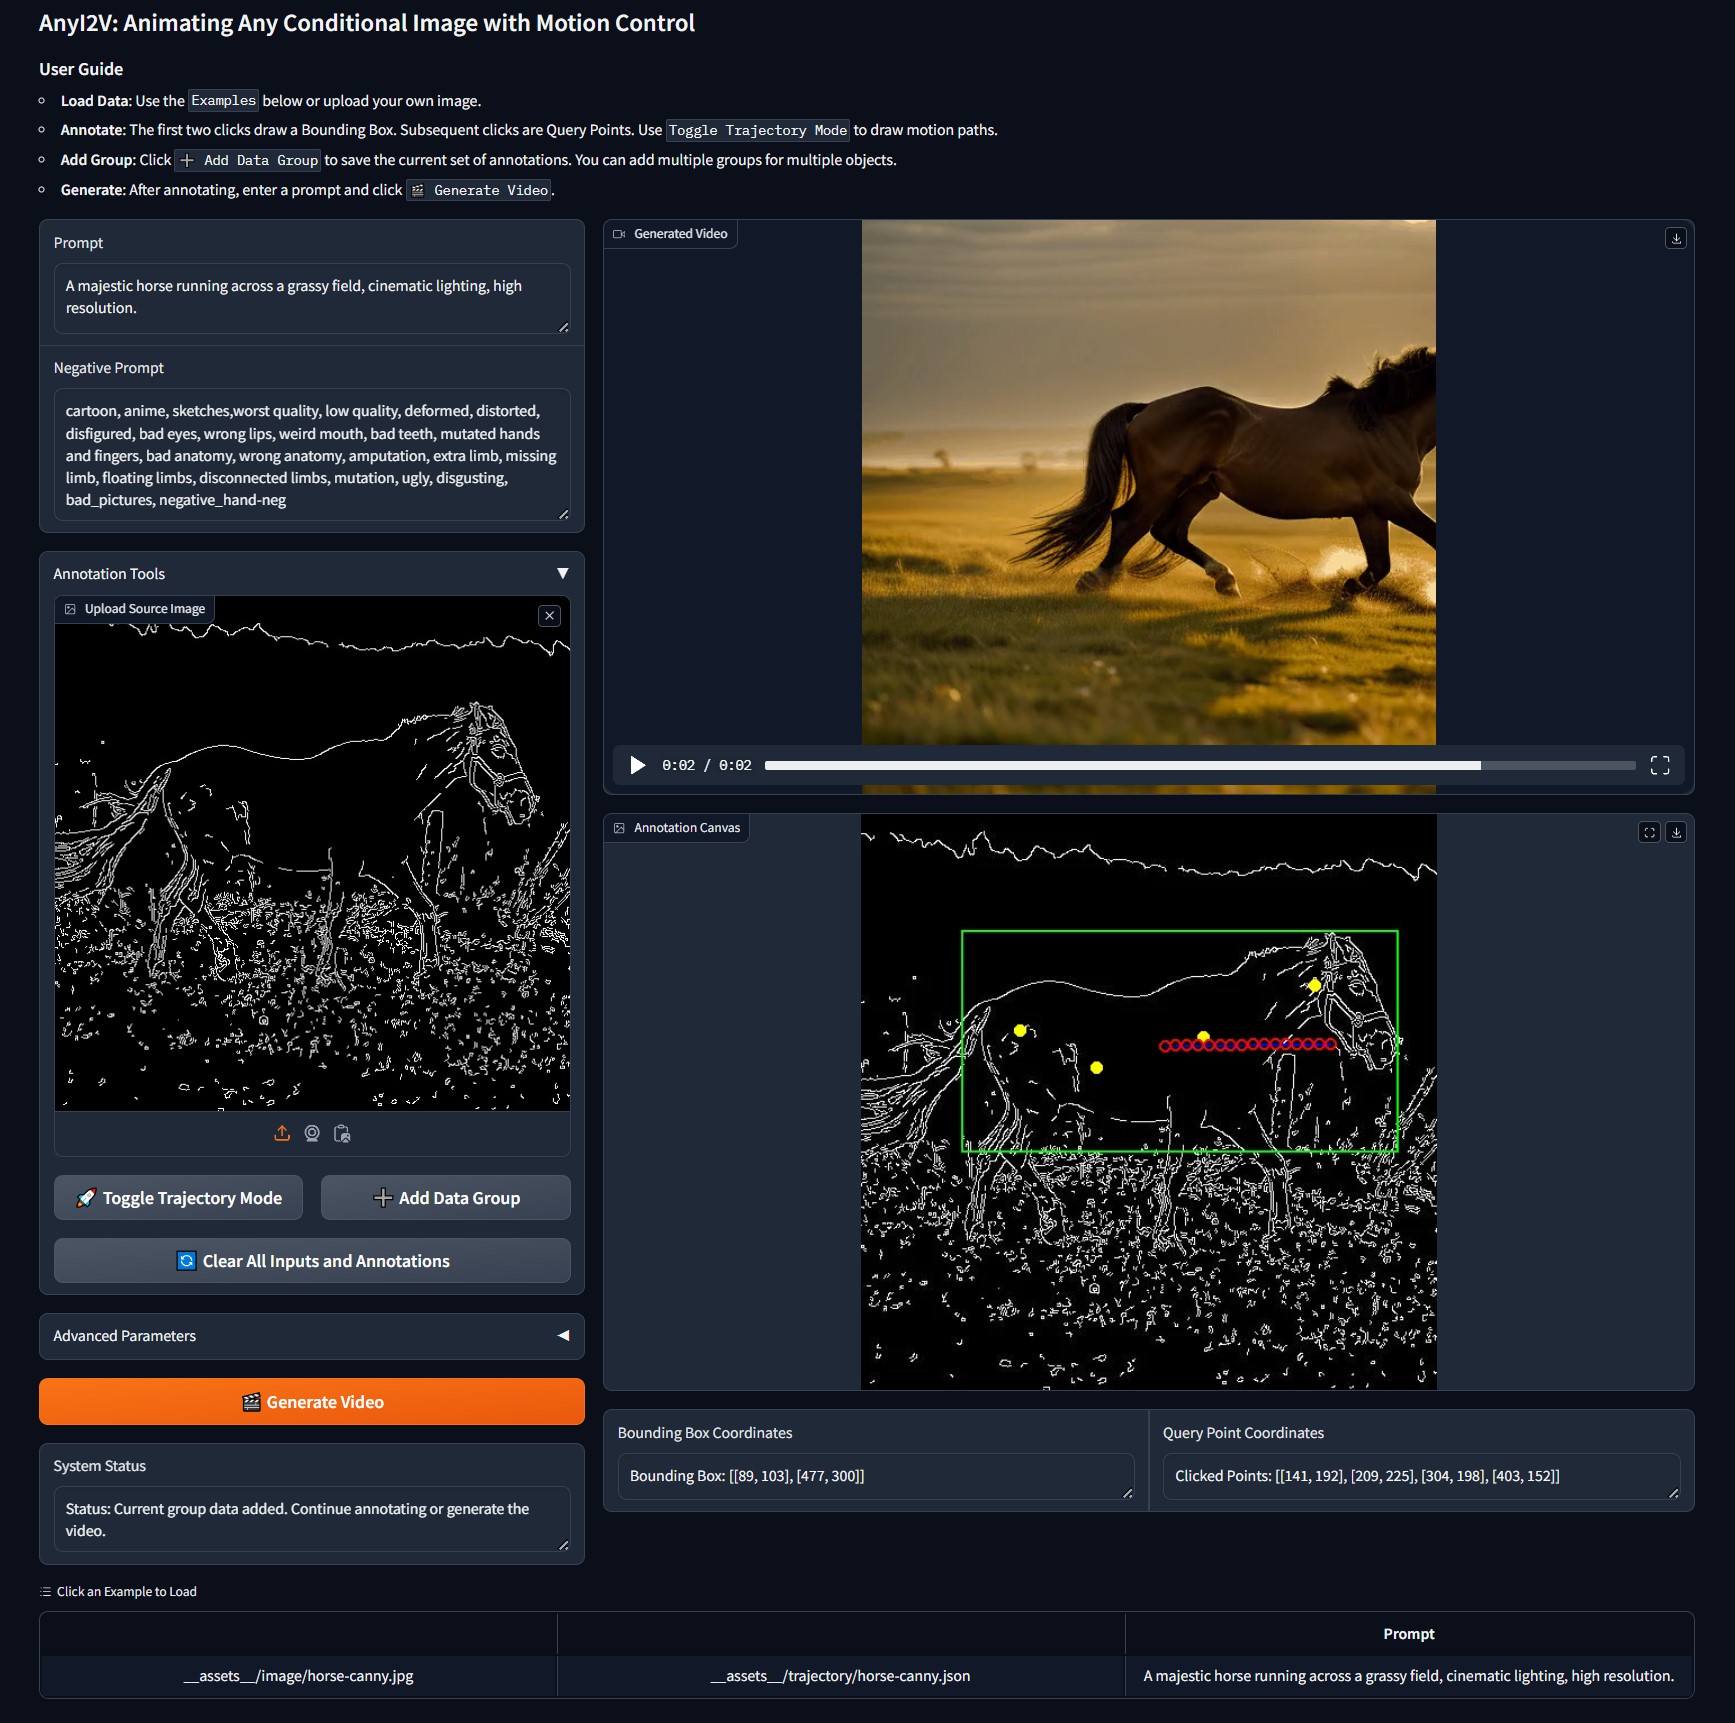 AnyI2V: Animating Any Conditional Image with Motion Control
User Guide
Load Data: Use the Examples below or upload your own image.
Annotate: The first two clicks draw a Bounding Box. Subsequent clicks are Query Points. Use Toggle Trajectory Mode to draw motion paths.
Add Group: Click ➕ Add Data Group to save the current set of annotations. You can add multiple groups for multiple objects.
Generate: After annotating, enter a prompt and click 🎬 Generate Video.
Prompt
A majestic horse running across a grassy field, cinematic lighting, high
resolution.
Negative Prompt
cartoon, anime, sketches,worst quality, low quality, deformed, distorted,
disfigured, bad eyes, wrong lips, weird mouth, bad teeth, mutated hands
and fingers, bad anatomy, wrong anatomy, amputation, extra limb, missing
limb, floating limbs, disconnected limbs, mutation, ugly, disgusting,
bad_pictures, negative_hand-neg
Annotation Tools
Upload Source Image
🚀 Toggle Trajectory Mode
➕ Add Data Group
🔄 Clear All Inputs and Annotations
Advanced Parameters
🎬 Generate Video
System Status
Status: Current group data added. Continue annotating or generate the
video.
Generated Video
0:02 / 0:02
Annotation Canvas
Bounding Box Coordinates
Bounding Box: [[89, 103], [477, 300]]
Query Point Coordinates
Clicked Points: [[141, 192], [209, 225], [304, 198], [403, 152]]
Click an Example to Load
Prompt
__assets__/image/horse-canny.jpg
__assets__/trajectory/horse-canny.json
A majestic horse running across a grassy field, cinematic lighting, high resolution.